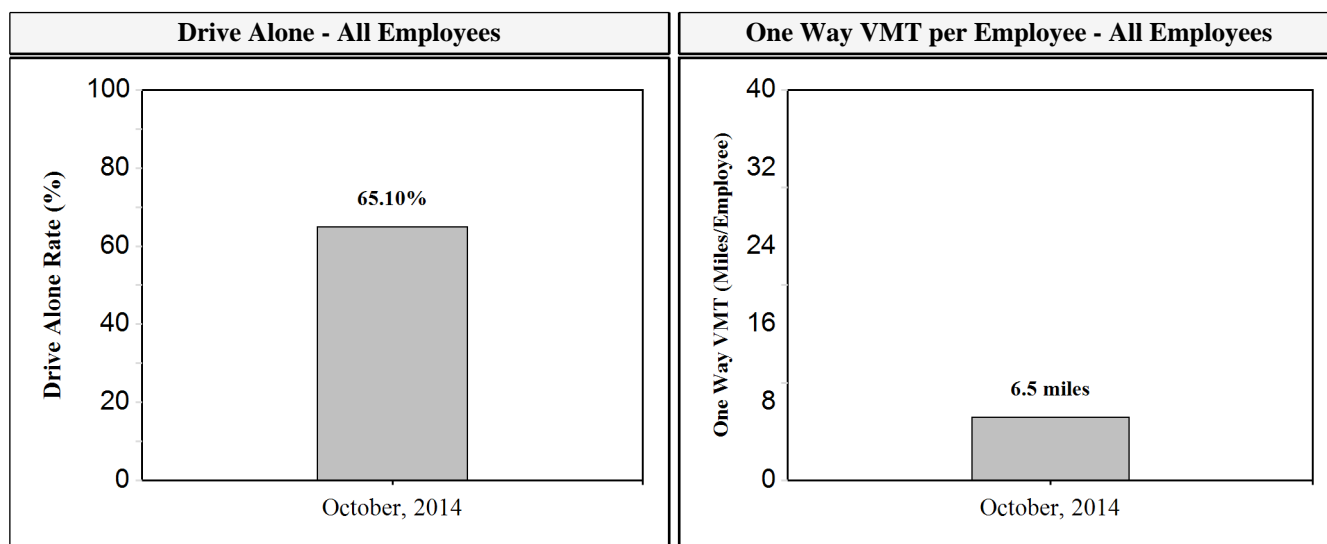 Drive Alone - All Employees
Drive Alone Rate (%)
100
80
60
40
20
0
65.10%
October, 2014
One Way VMT per Employee - All Employees
One Way VMT (Miles/Employee)
40
32
24
16
8
0
6.5 miles
October, 2014